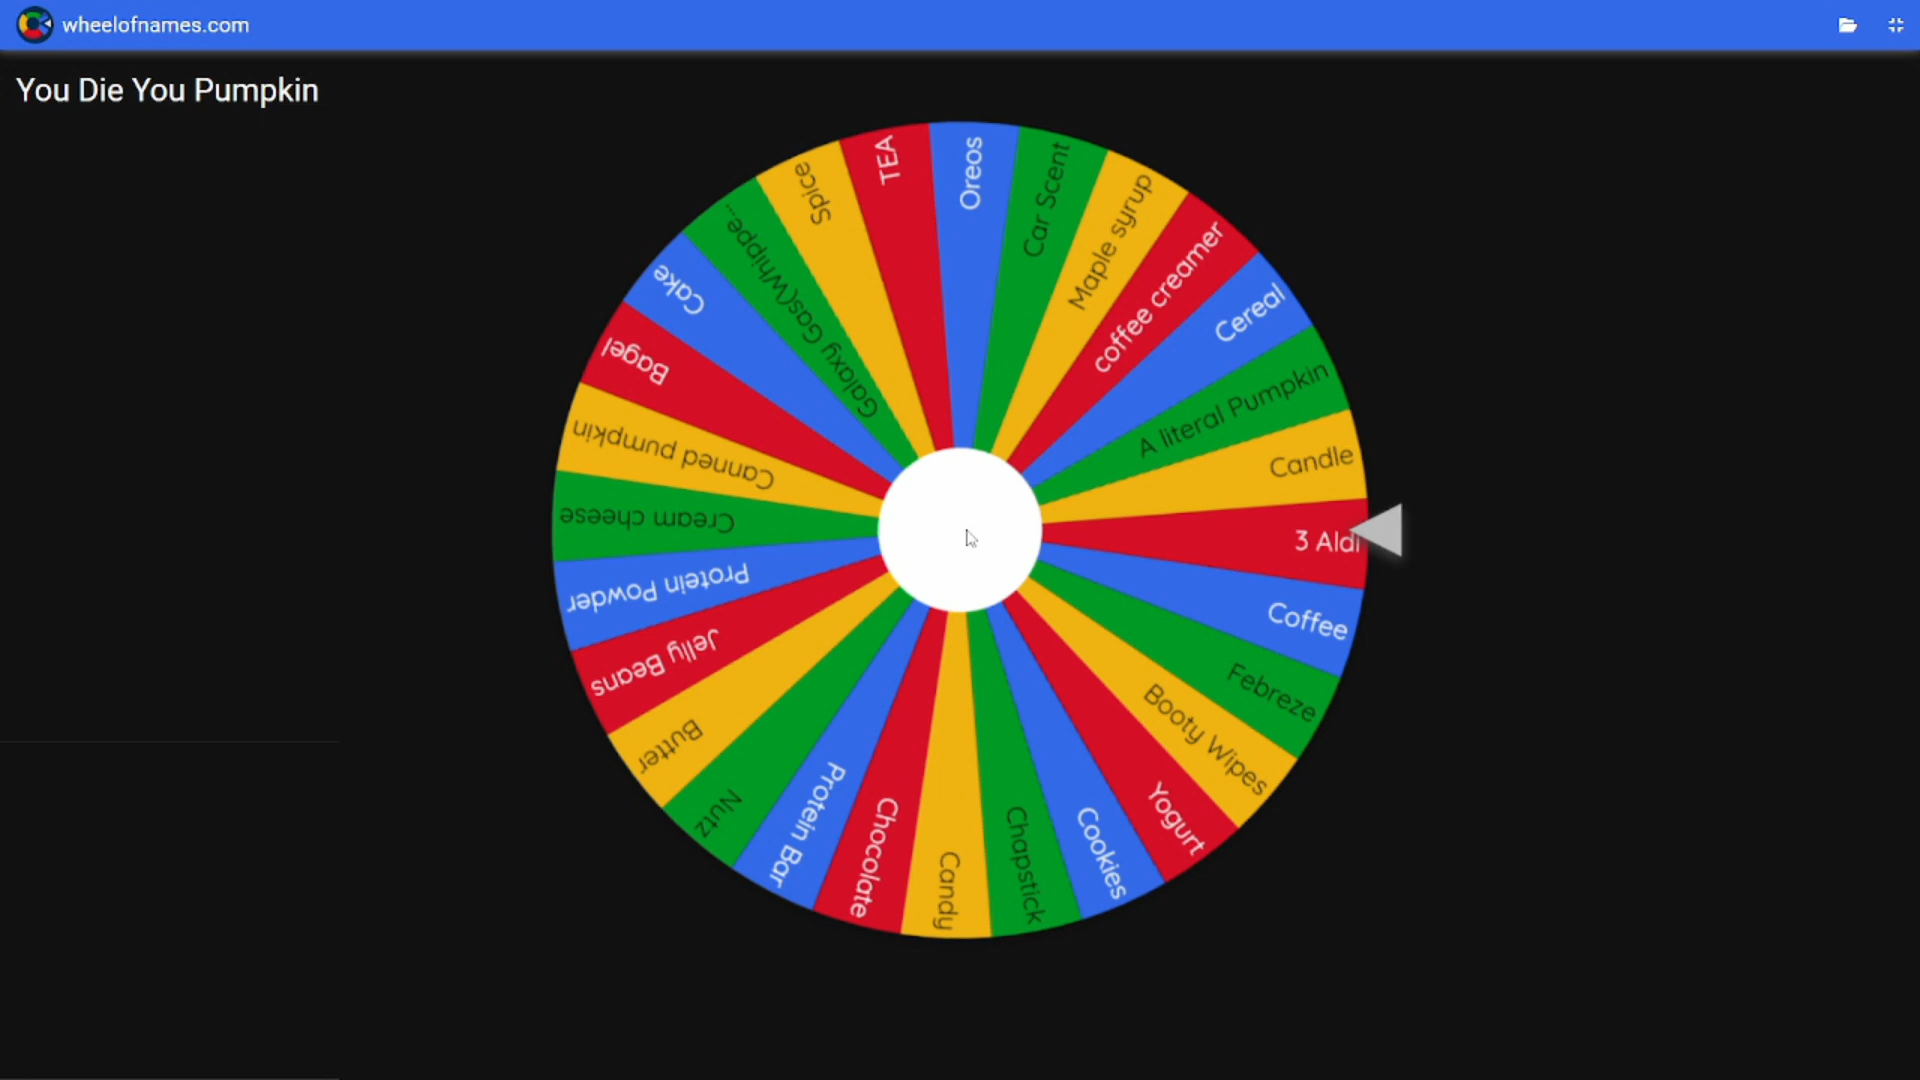 wheelofnames.com
You Die You Pumpkin
Oreos
Car Scent
Maple syrup
coffee creamer
Cereal
A literal Pumpkin
Candle
3 Aldi
Coffee
Febreze
Booty Wipes
Yogurt
Cookies
Chapstick
Candy
Chocolate
Protein Bar
Nutz
Butter
Jelly Beans
Protein Powder
Cream cheese
Canned pumpkin
Bagel
Cake
Galaxy Gas(Whippe...
Spice
TEA